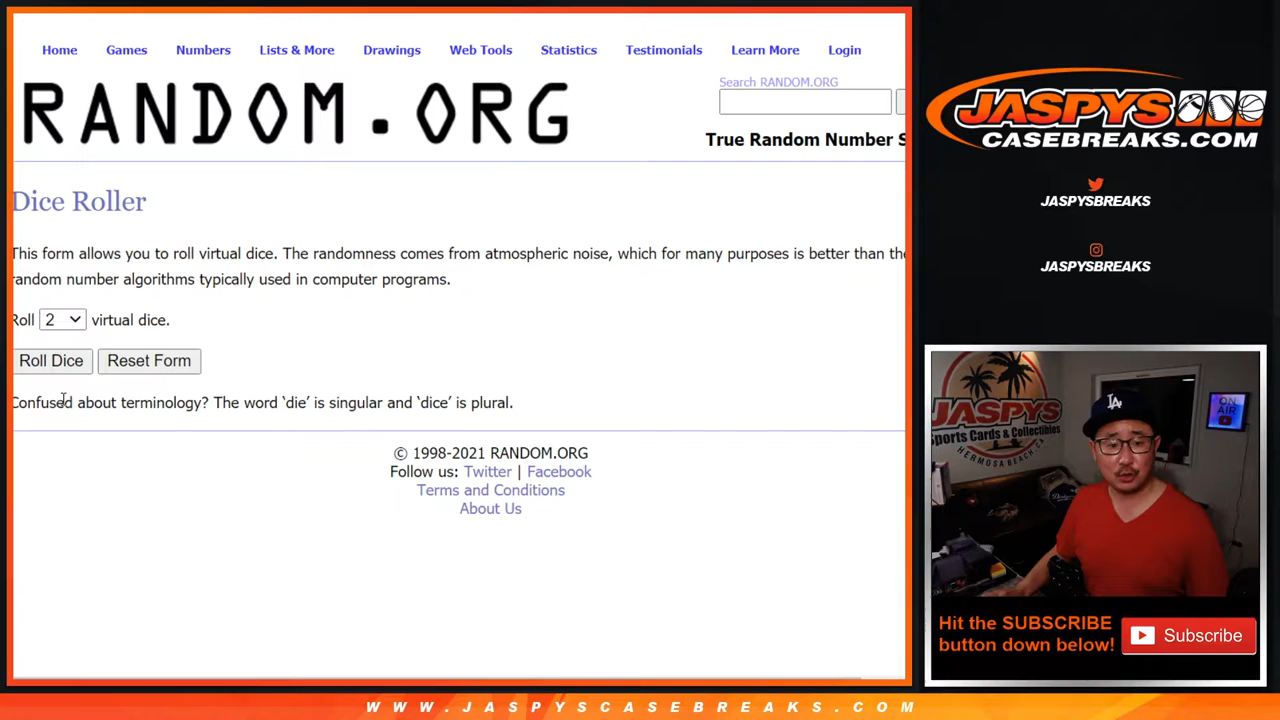 Home Games Numbers Lists & More Drawings Web Tools Statistics Testimonials Learn More Login
RANDOM.ORG
Search RANDOM.ORG
True Random Number S
Dice Roller
This form allows you to roll virtual dice. The randomness comes from atmospheric noise, which for many purposes is better than the
random number algorithms typically used in computer programs.
Roll 2 virtual dice.
Roll Dice Reset Form
Confused about terminology? The word ‘die’ is singular and ‘dice’ is plural.
© 1998-2021 RANDOM.ORG
Follow us: Twitter | Facebook
Terms and Conditions
About Us
JASPYS
CASEBREAKS.COM
JASPYSBREAKS
JASPYSBREAKS
JASPYS
Sports Cards & Collectibles
HERMOSA BEACH, CA
LA
ON AIR
Hit the SUBSCRIBE
button down below!
Subscribe
WWW.JASPYSCASEBREAKS.COM